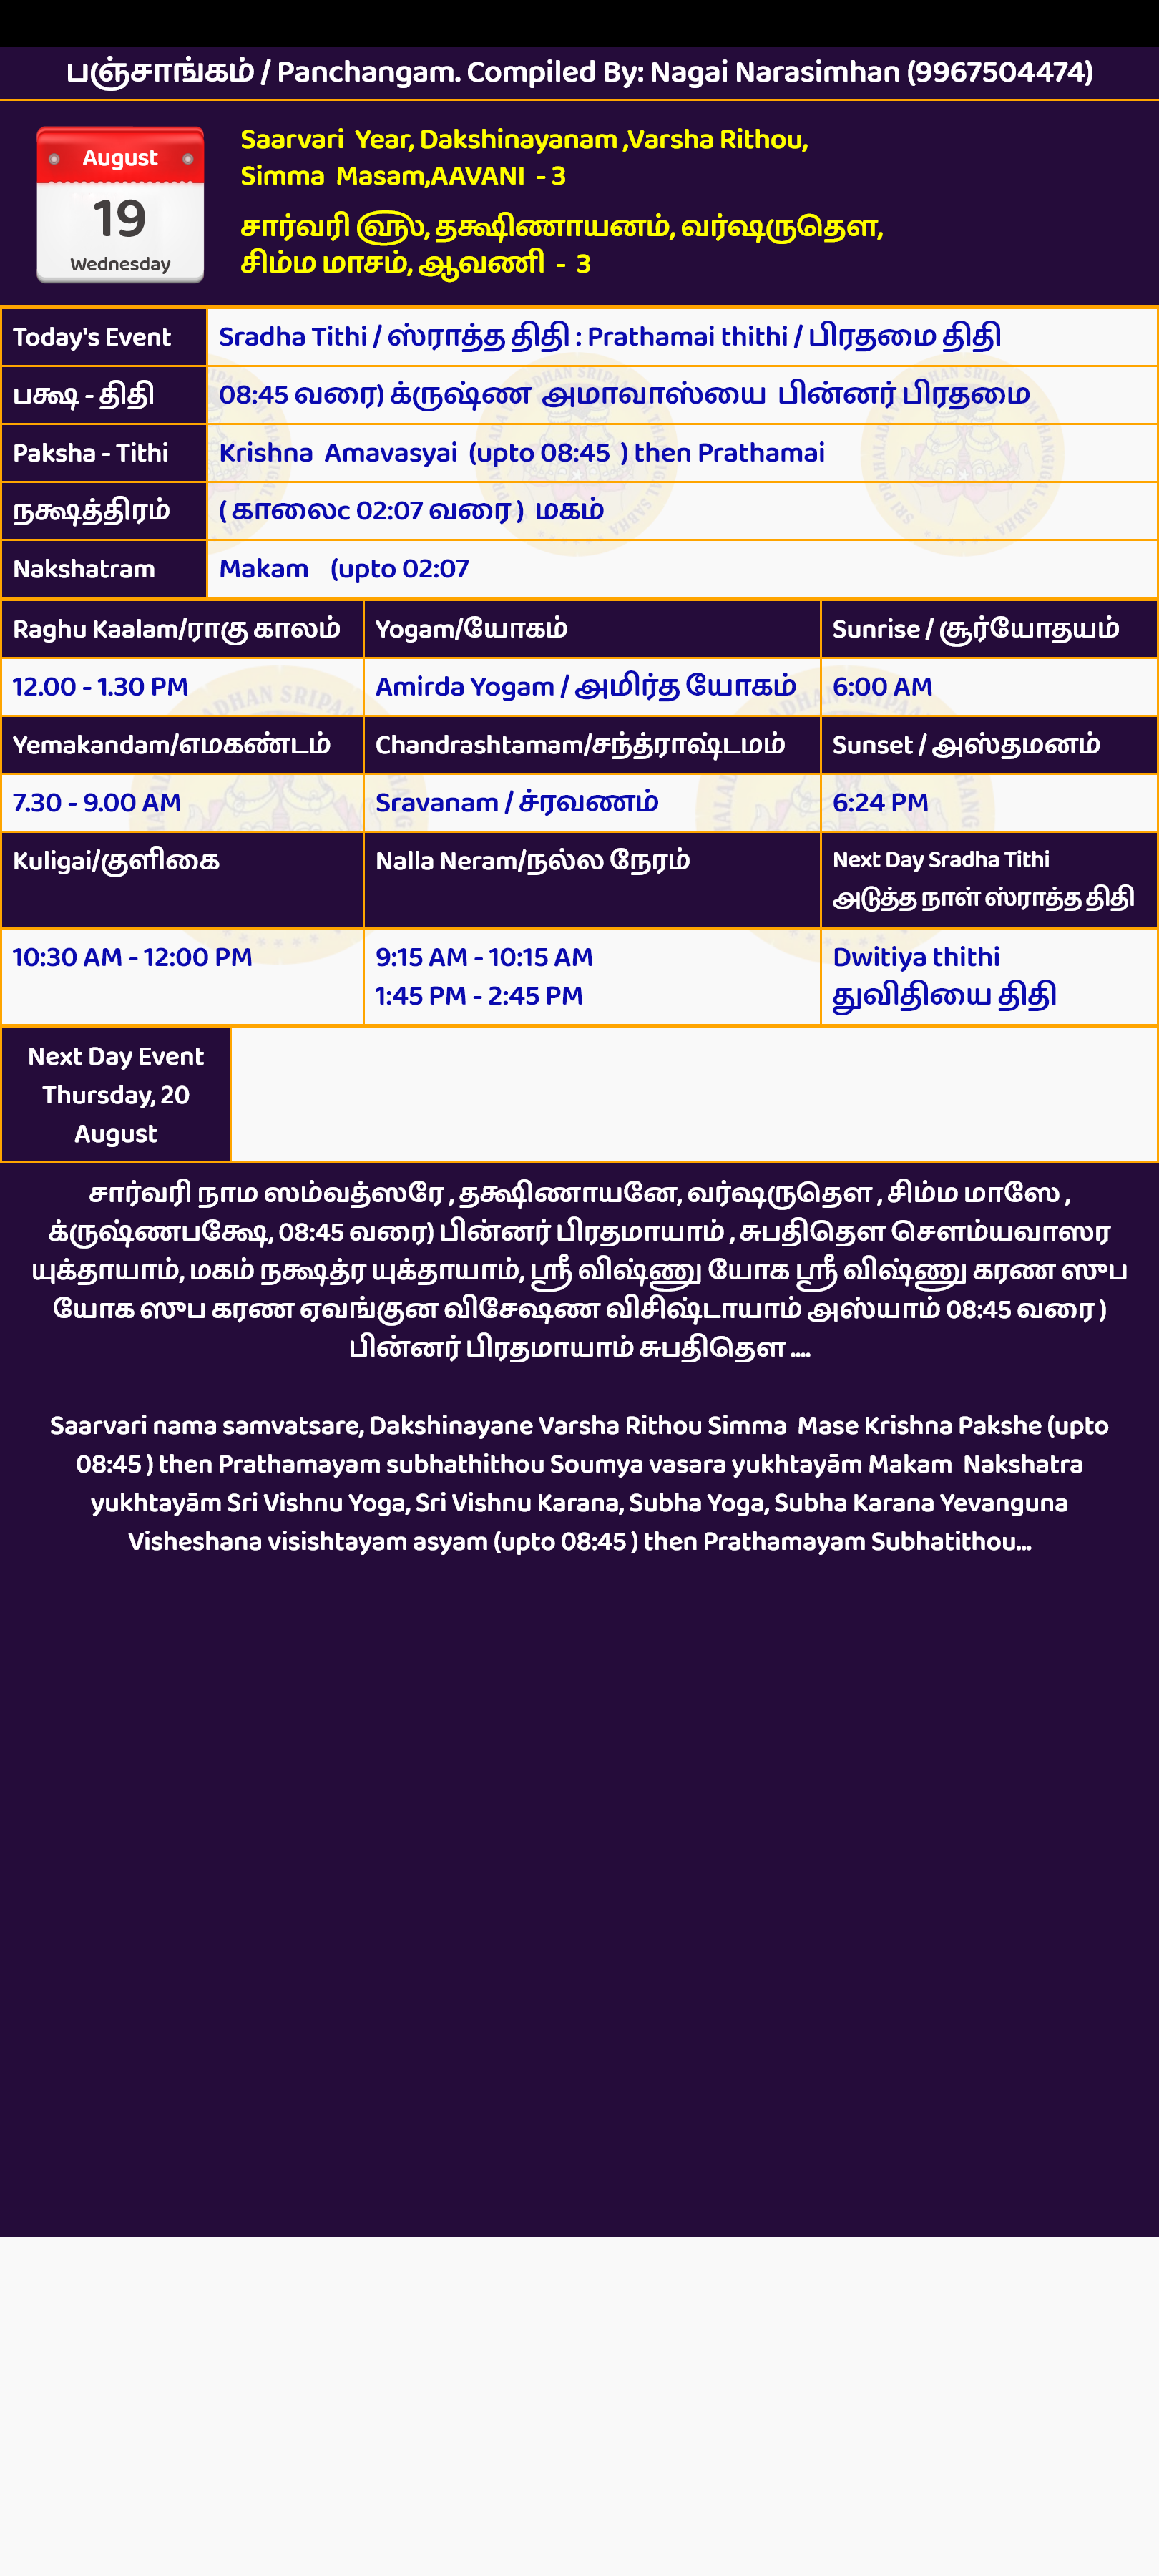 பஞ்சாங்கம் / Panchangam. Compiled By: Nagai Narasimhan (9967504474)
August
19
Wednesday
Saarvari Year, Dakshinayanam ,Varsha Rithou,
Simma Masam,AAVANI - 3
சார்வரி ௵, தக்ஷிணாயனம், வர்ஷருதௌ,
சிம்ம மாசம், ஆவணி - 3
Today's Event
Sradha Tithi / ஸ்ராத்த திதி : Prathamai thithi / பிரதமை திதி
பக்ஷ - திதி
08:45 வரை) க்ருஷ்ண அமாவாஸ்யை பின்னர் பிரதமை
Paksha - Tithi
Krishna Amavasyai (upto 08:45 ) then Prathamai
நக்ஷத்திரம்
( காலைc 02:07 வரை ) மகம்
Nakshatram
Makam (upto 02:07
Raghu Kaalam/ராகு காலம்
Yogam/யோகம்
Sunrise / சூர்யோதயம்
12.00 - 1.30 PM
Amirda Yogam / அமிர்த யோகம்
6:00 AM
Yemakandam/எமகண்டம்
Chandrashtamam/சந்த்ராஷ்டமம்
Sunset / அஸ்தமனம்
7.30 - 9.00 AM
Sravanam / ச்ரவணம்
6:24 PM
Kuligai/குளிகை
Nalla Neram/நல்ல நேரம்
Next Day Sradha Tithi
அடுத்த நாள் ஸ்ராத்த திதி
10:30 AM - 12:00 PM
9:15 AM - 10:15 AM
1:45 PM - 2:45 PM
Dwitiya thithi
துவிதியை திதி
Next Day Event
Thursday, 20
August
சார்வரி நாம ஸம்வத்ஸரே , தக்ஷிணாயனே, வர்ஷருதௌ , சிம்ம மாஸே ,
க்ருஷ்ணபக்ஷே, 08:45 வரை) பின்னர் பிரதமாயாம் , சுபதிதௌ சௌம்யவாஸர
யுக்தாயாம், மகம் நக்ஷத்ர யுக்தாயாம், ஸ்ரீ விஷ்ணு யோக ஸ்ரீ விஷ்ணு கரண ஸுப
யோக ஸுப கரண ஏவங்குன விசேஷண விசிஷ்டாயாம் அஸ்யாம் 08:45 வரை )
பின்னர் பிரதமாயாம் சுபதிதௌ ....
Saarvari nama samvatsare, Dakshinayane Varsha Rithou Simma Mase Krishna Pakshe (upto
08:45 ) then Prathamayam subhathithou Soumya vasara yukhtayām Makam Nakshatra
yukhtayām Sri Vishnu Yoga, Sri Vishnu Karana, Subha Yoga, Subha Karana Yevanguna
Visheshana visishtayam asyam (upto 08:45 ) then Prathamayam Subhatithou...